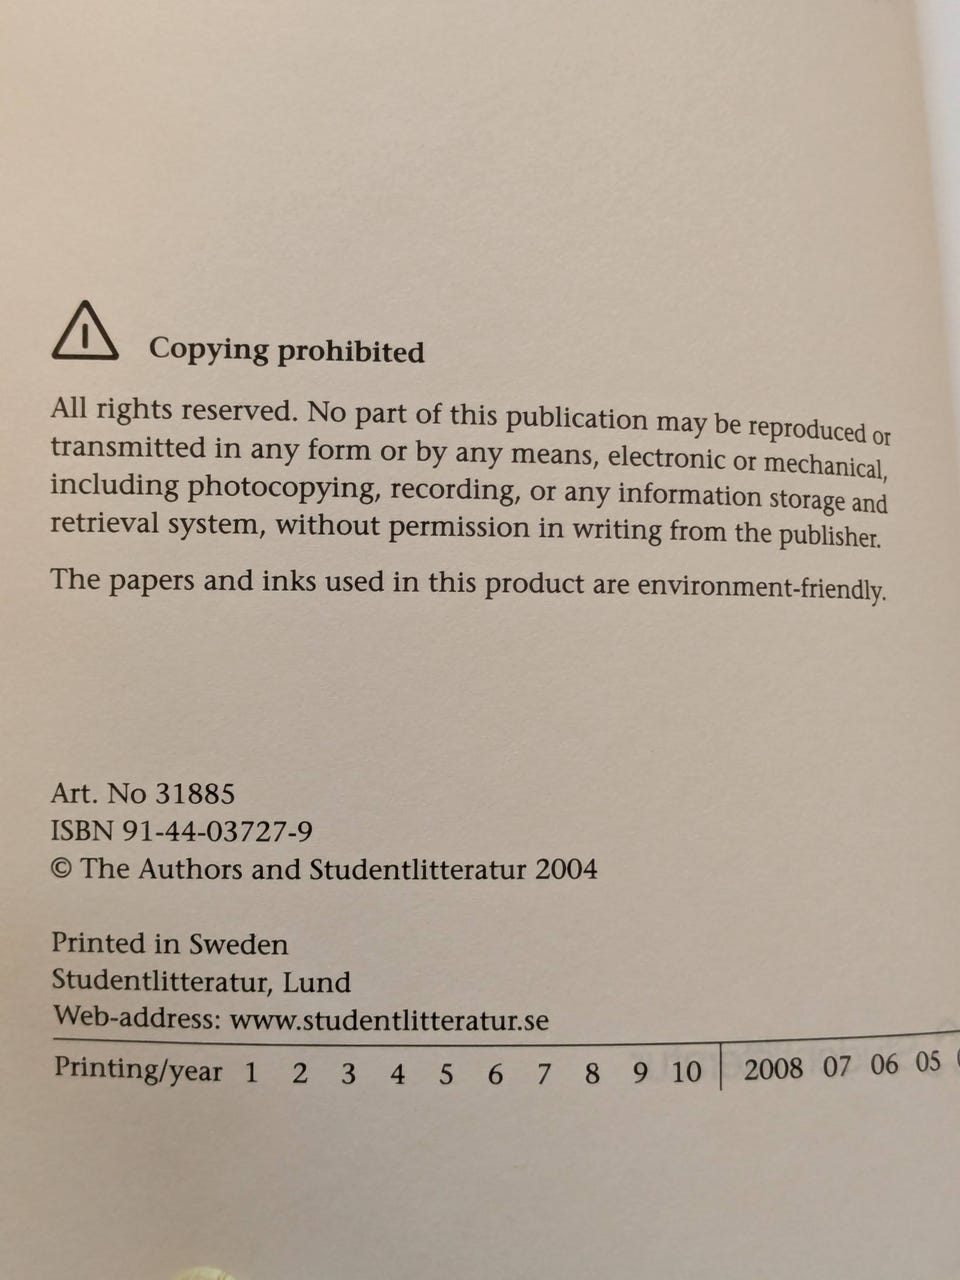 Copying prohibited
All rights reserved. No part of this publication may be reproduced or
transmitted in any form or by any means, electronic or mechanical,
including photocopying, recording, or any information storage and
retrieval system, without permission in writing from the publisher.
The papers and inks used in this product are environment-friendly.
Art. No 31885
ISBN 91-44-03727-9
© The Authors and Studentlitteratur 2004
Printed in Sweden
Studentlitteratur, Lund
Web-address: www.studentlitteratur.se
Printing/year 1 2 3 4 5 6 7 8 9 10 2008 07 06 05